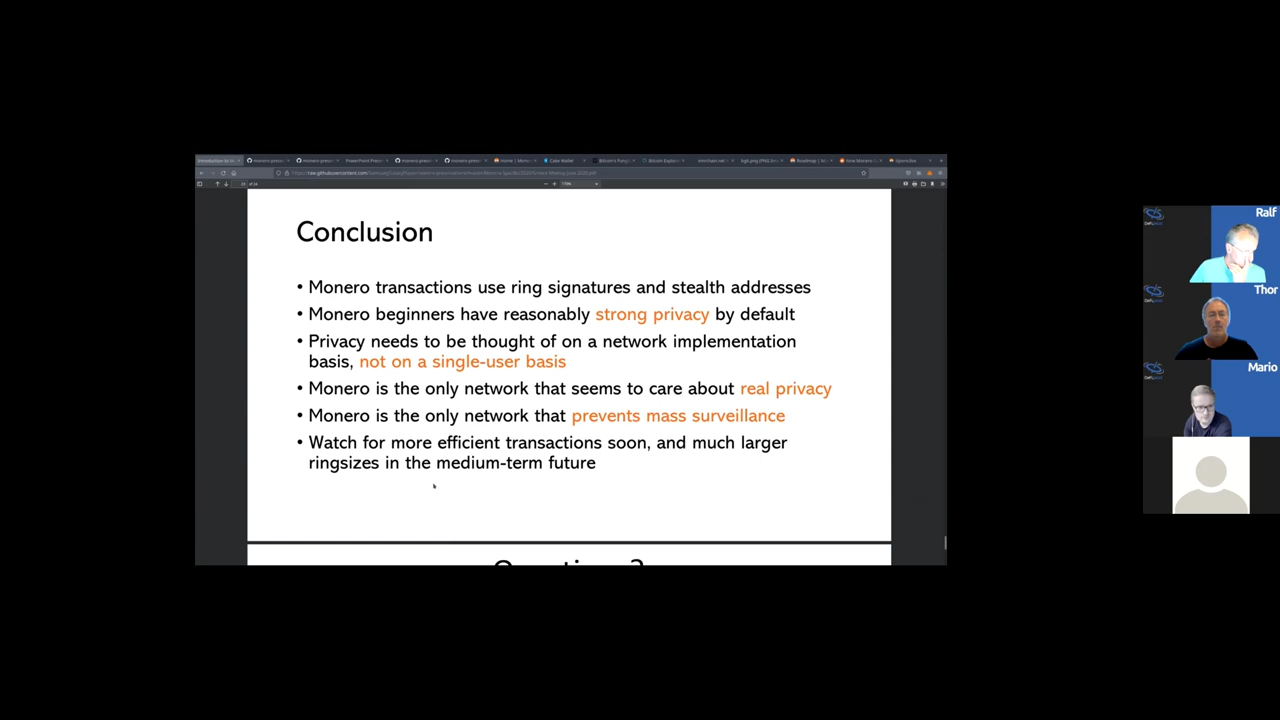 Conclusion
• Monero transactions use ring signatures and stealth addresses
• Monero beginners have reasonably strong privacy by default
• Privacy needs to be thought of on a network implementation
basis, not on a single-user basis
• Monero is the only network that seems to care about real privacy
• Monero is the only network that prevents mass surveillance
• Watch for more efficient transactions soon, and much larger
ringsizes in the medium-term future
Ralf
Thor
Mario